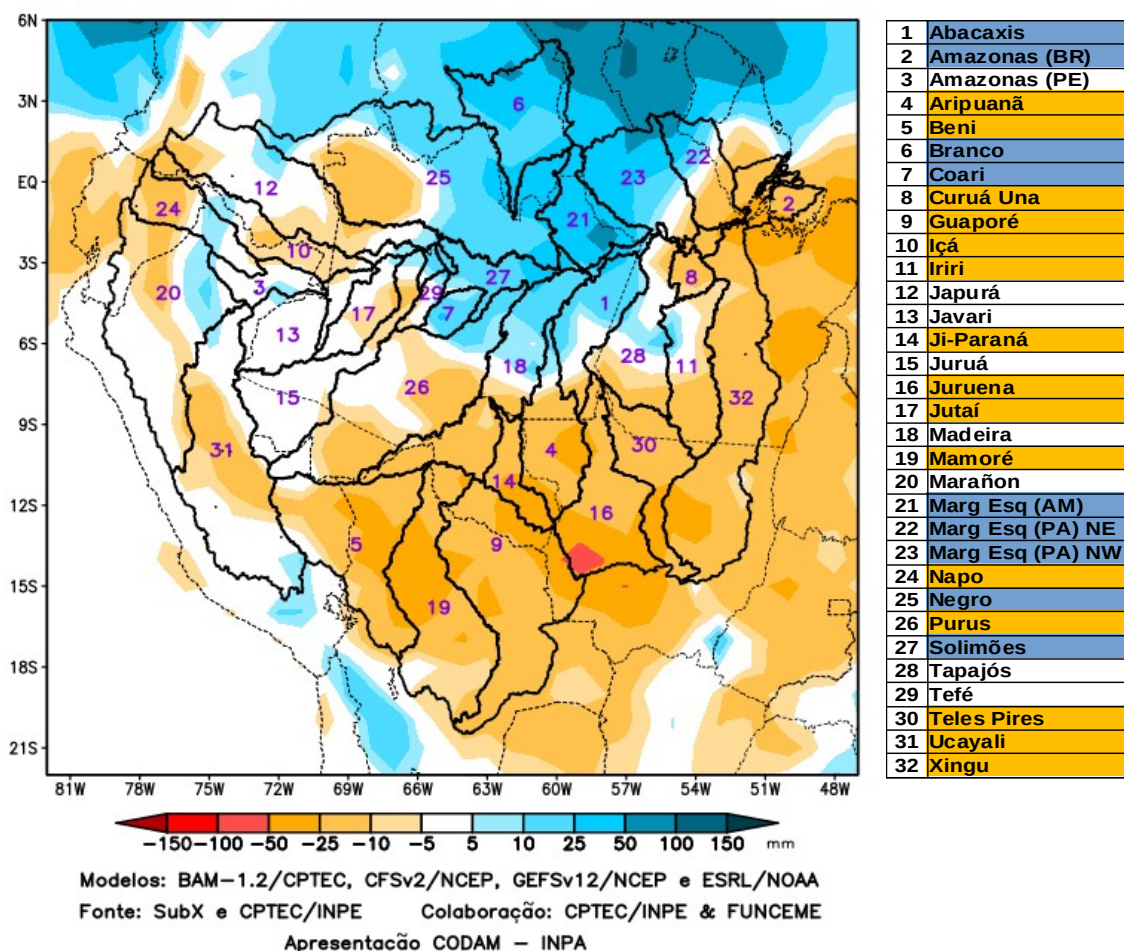 6N
3N
EQ
3S
6S
9S
12S
15S
18S
21S
6
22
12
25
23
24
2
21
10
27
8
3
29
20
7
1
17
13
28
18
11
26
15
32
31
30
4
14
16
5
9
19
81W 78W 75W 72W 69W 66W 63W 60W 57W 54W 51W 48W
-150 -100 -50 -25 -10 -5 5 10 25 50 100 150 mm
Modelos: BAM-1.2/CPTEC, CFSv2/NCEP, GEFSv12/NCEP e ESRL/NOAA
Fonte: SubX e CPTEC/INPE Colaboração: CPTEC/INPE & FUNCEME
Apresentação CODAM - INPA
1 Abacaxis
2 Amazonas (BR)
3 Amazonas (PE)
4 Aripuanã
5 Beni
6 Branco
7 Coari
8 Curuá Una
9 Guaporé
10 Içá
11 Iriri
12 Japurá
13 Javari
14 Ji-Paraná
15 Juruá
16 Juruena
17 Jutaí
18 Madeira
19 Mamoré
20 Marañon
21 Marg Esq (AM)
22 Marg Esq (PA) NE
23 Marg Esq (PA) NW
24 Napo
25 Negro
26 Purus
27 Solimões
28 Tapajós
29 Tefé
30 Teles Pires
31 Ucayali
32 Xingu